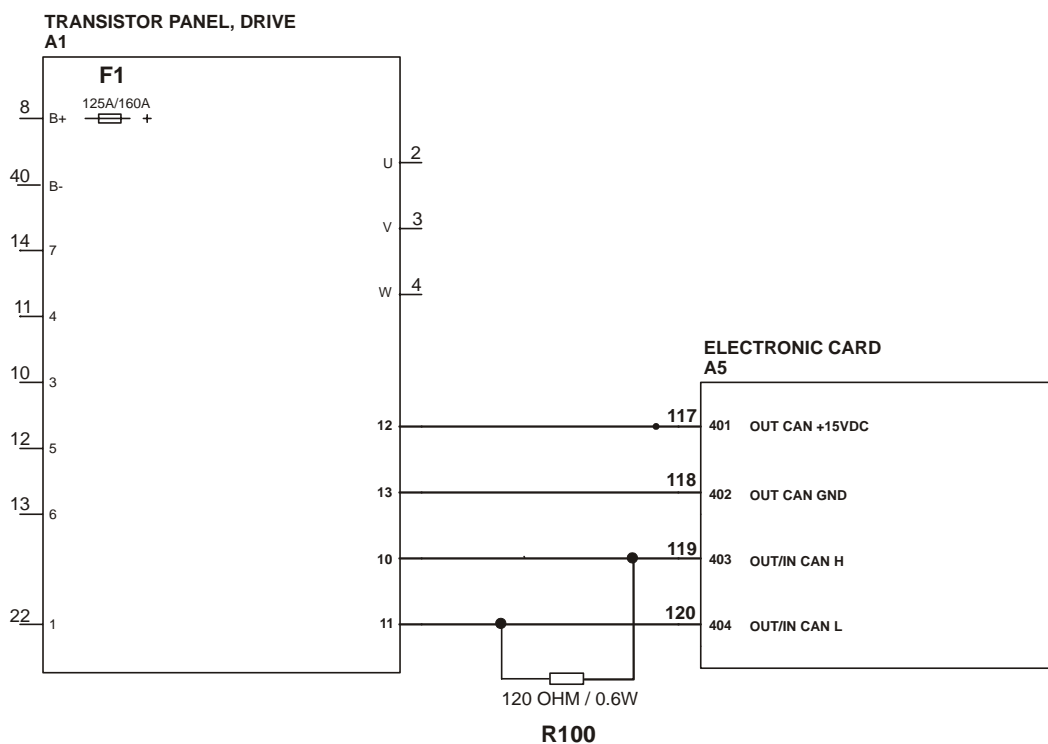 TRANSISTOR PANEL, DRIVE
A1
F1
125A/160A
8 B+ +
U 2
40 B-
V 3
14 7
W 4
11 4
ELECTRONIC CARD
A5
10 3
12 117 401 OUT CAN +15VDC
12 5
13 118 402 OUT CAN GND
13 6
10 119 403 OUT/IN CAN H
22 1 11 120 404 OUT/IN CAN L
120 OHM / 0.6W
R100